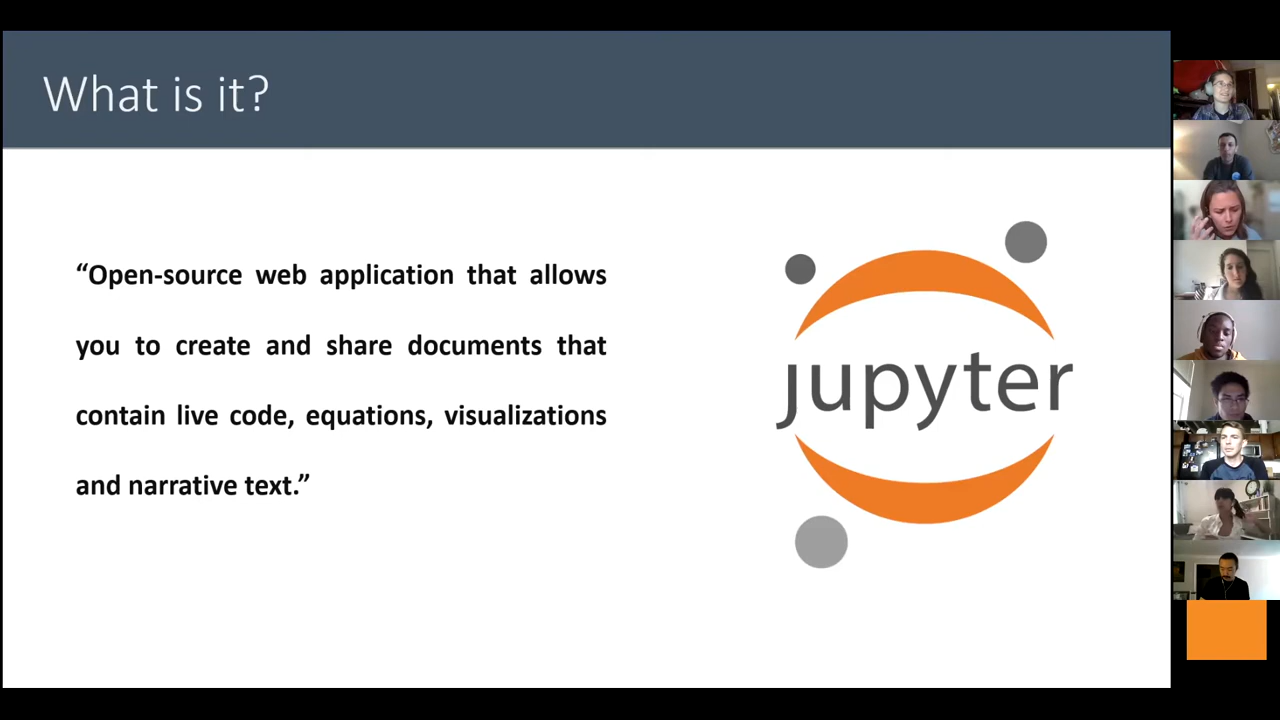 What is it?
“Open-source web application that allows
you to create and share documents that
contain live code, equations, visualizations
and narrative text.”
jupyter